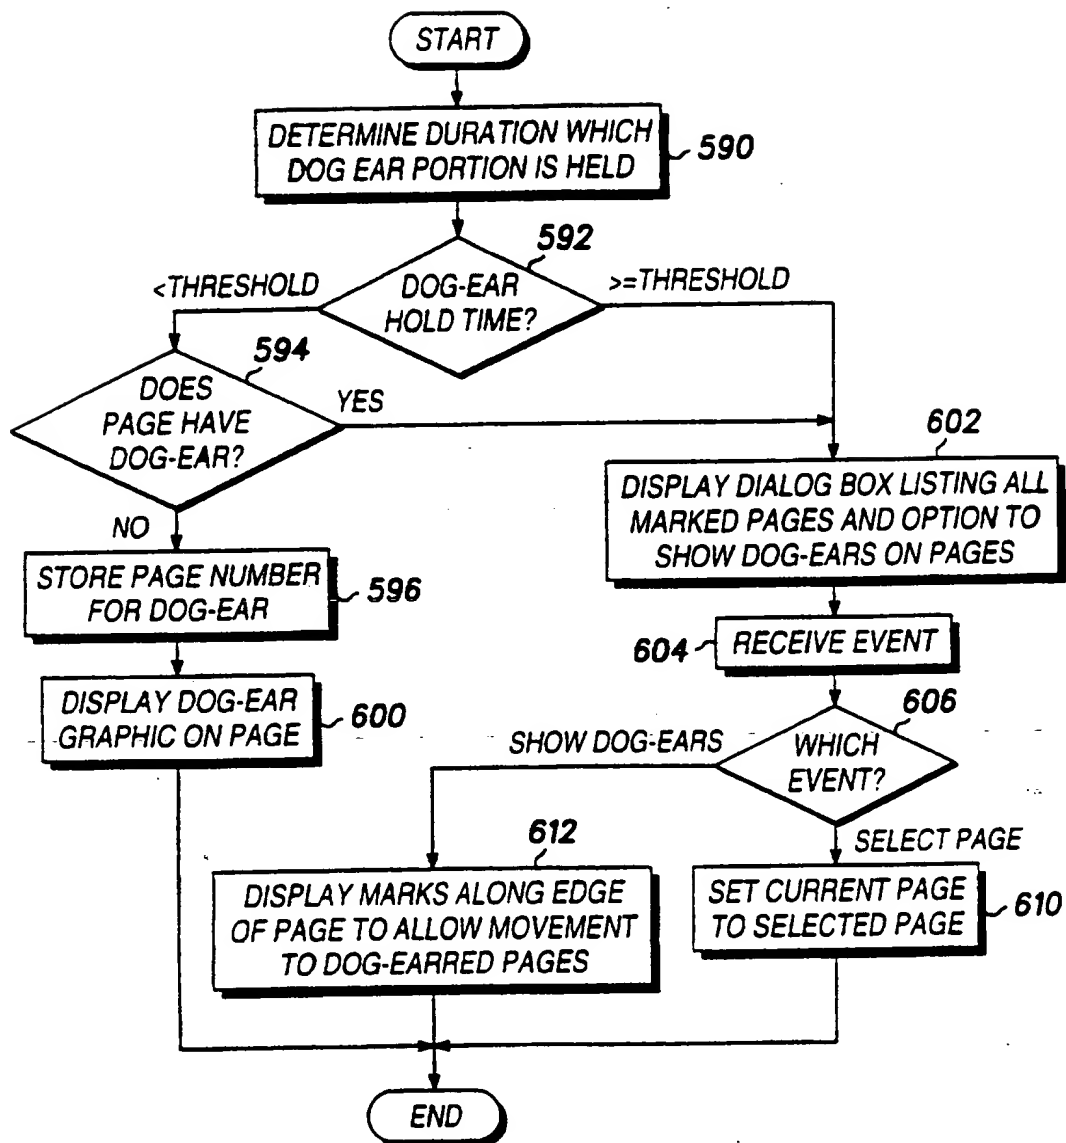 START
DETERMINE DURATION WHICH
DOG EAR PORTION IS HELD
590
592
<THRESHOLD
DOG-EAR
HOLD TIME?
>=THRESHOLD
594
DOES
PAGE HAVE
DOG-EAR?
YES
NO
STORE PAGE NUMBER
FOR DOG-EAR
596
DISPLAY DOG-EAR
GRAPHIC ON PAGE
600
602
DISPLAY DIALOG BOX LISTING ALL
MARKED PAGES AND OPTION TO
SHOW DOG-EARS ON PAGES
604
RECEIVE EVENT
606
SHOW DOG-EARS
WHICH
EVENT?
SELECT PAGE
612
DISPLAY MARKS ALONG EDGE
OF PAGE TO ALLOW MOVEMENT
TO DOG-EARRED PAGES
SET CURRENT PAGE
TO SELECTED PAGE
610
END